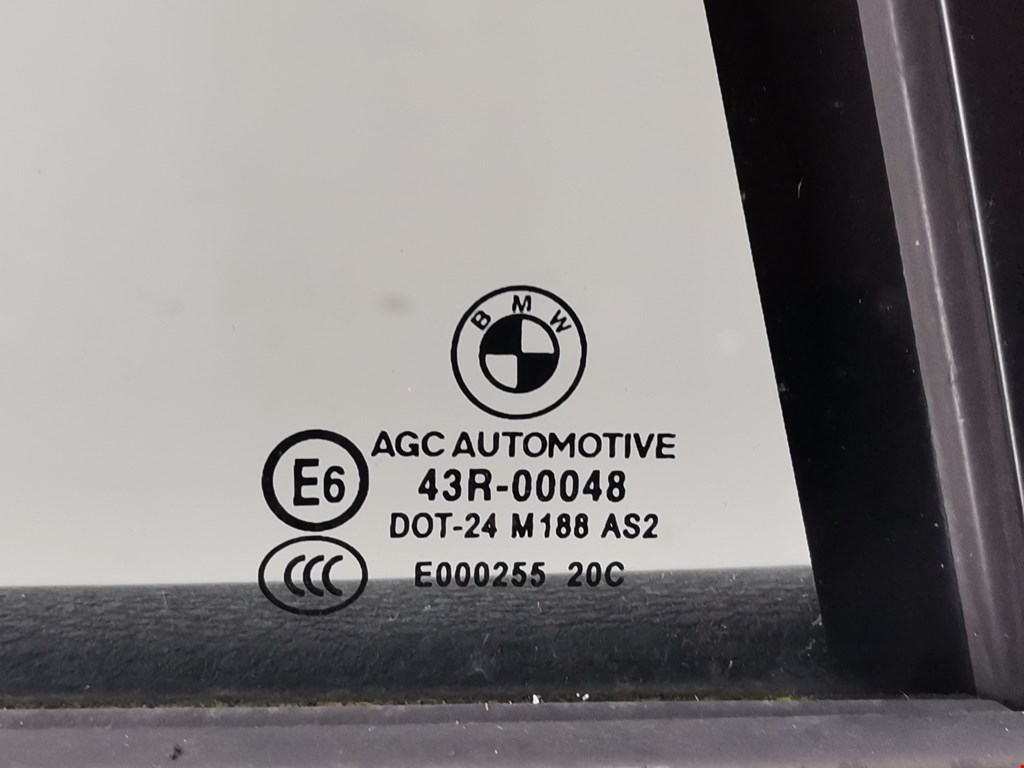 BMW
AGC AUTOMOTIVE
E6 43R-00048
DOT-24 M188 AS2
CCC E000255 20C